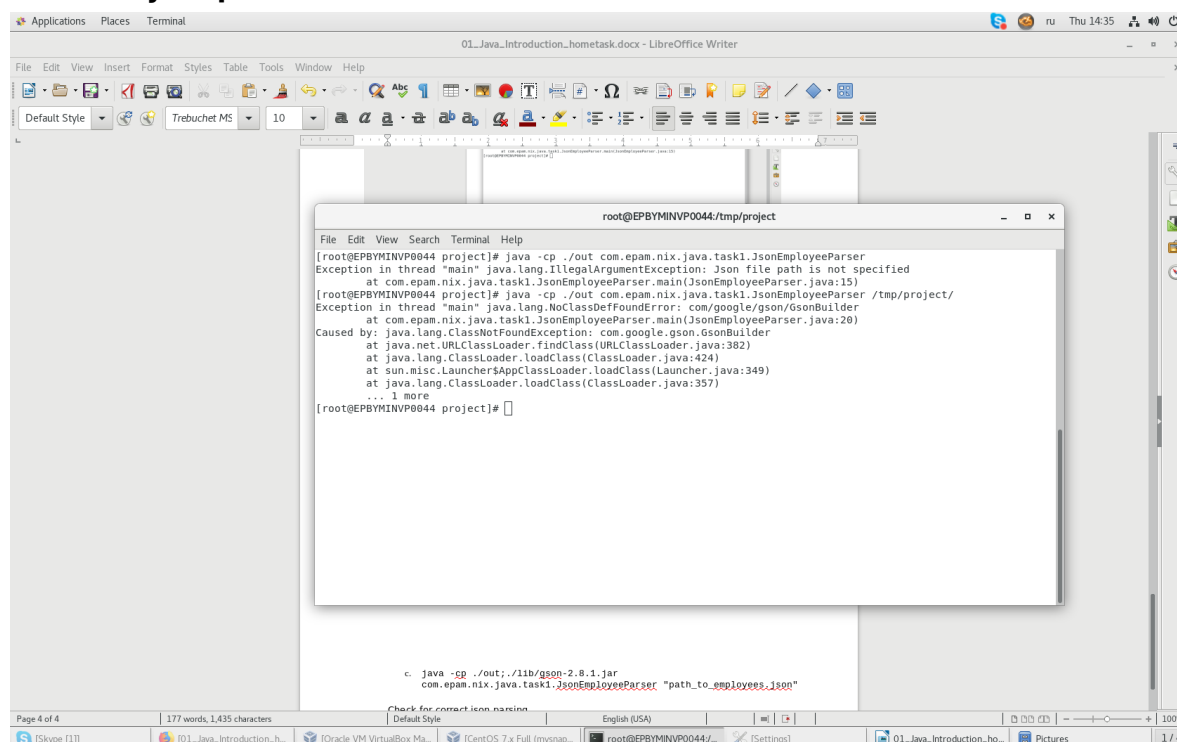 Applications Places Terminal ru Thu 14:35
01_Java_Introduction_hometask.docx - LibreOffice Writer
File Edit View Insert Format Styles Table Tools Window Help
Default Style Trebuchet MS 10
root@EPBYMINVP0044:/tmp/project
File Edit View Search Terminal Help
[root@EPBYMINVP0044 project]# java -cp ./out com.epam.nix.java.task1.JsonEmployeeParser
Exception in thread "main" java.lang.IllegalArgumentException: Json file path is not specified
at com.epam.nix.java.task1.JsonEmployeeParser.main(JsonEmployeeParser.java:15)
[root@EPBYMINVP0044 project]# java -cp ./out com.epam.nix.java.task1.JsonEmployeeParser /tmp/project/
Exception in thread "main" java.lang.NoClassDefFoundError: com/google/gson/GsonBuilder
at com.epam.nix.java.task1.JsonEmployeeParser.main(JsonEmployeeParser.java:20)
Caused by: java.lang.ClassNotFoundException: com.google.gson.GsonBuilder
at java.net.URLClassLoader.findClass(URLClassLoader.java:382)
at java.lang.ClassLoader.loadClass(ClassLoader.java:424)
at sun.misc.Launcher$AppClassLoader.loadClass(Launcher.java:349)
at java.lang.ClassLoader.loadClass(ClassLoader.java:357)
... 1 more
[root@EPBYMINVP0044 project]#
c. java -cp ./out;./lib/gson-2.8.1.jar
com.epam.nix.java.task1.JsonEmployeeParser "path_to_employees.json"
Check for correct json parsing
Page 4 of 4 177 words, 1,435 characters Default Style English (USA) 100
[Skype [1]] [01_Java_Introduction_h... [Oracle VM VirtualBox Ma... [CentOS 7.x Full (mysnap... root@EPBYMINVP0044:/... [Settings] 01_Java_Introduction_ho... Pictures 1 /